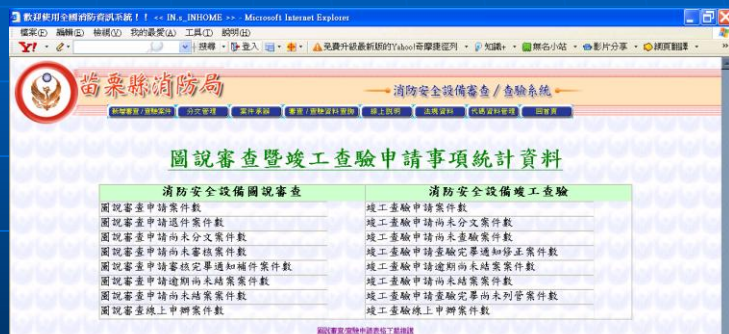 歡迎使用全國消防資訊系統！！ << IN.s_INHOME >> - Microsoft Internet Explorer
檔案(F) 編輯(E) 檢視(V) 我的最愛(A) 工具(T) 說明(H)
Y! 搜尋 登入 免費升級最新版的Yahoo!奇摩捷徑列 知識+ 無名小站 影片分享 網頁翻譯
苗栗縣消防局
消防安全設備審查/查驗系統
新增審查/查驗案件 分文管理 案件承辦 審查/查驗資料查詢 線上說明 法規資料 代碼資料管理 回首頁
圖說審查暨竣工查驗申請事項統計資料
消防安全設備圖說審查 消防安全設備竣工查驗
圖說審查申請案件數 竣工查驗申請案件數
圖說審查申請退件案件數 竣工查驗申請尚未分文案件數
圖說審查申請尚未分文案件數 竣工查驗申請尚未查驗案件數
圖說審查申請尚未審核案件數 竣工查驗申請查驗完畢通知修正案件數
圖說審查申請審核完畢通知補件案件數 竣工查驗申請逾期尚未結案案件數
圖說審查申請逾期尚未結案案件數 竣工查驗申請尚未結案案件數
圖說審查申請尚未結案案件數 竣工查驗申請查驗完畢尚未列管案件數
圖說審查線上申辦案件數 竣工查驗線上申辦案件數
圖說審查/查驗申請表格下載維護